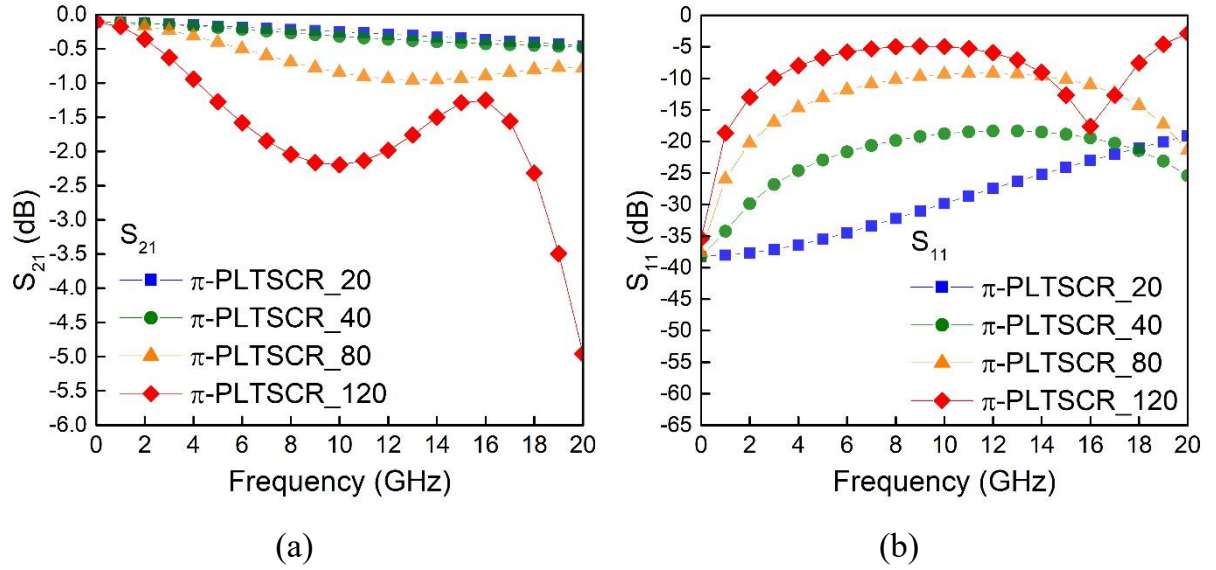 0.0
-0.5
-1.0
-1.5
-2.0
-2.5
-3.0
-3.5
-4.0
-4.5
-5.0
-5.5
-6.0
S21 (dB)
S21
π-PLTSCR_20
π-PLTSCR_40
π-PLTSCR_80
π-PLTSCR_120
0 2 4 6 8 10 12 14 16 18 20
Frequency (GHz)
(a)
0
-5
-10
-15
-20
-25
-30
-35
-40
-45
-50
-55
-60
-65
S11 (dB)
S11
π-PLTSCR_20
π-PLTSCR_40
π-PLTSCR_80
π-PLTSCR_120
0 2 4 6 8 10 12 14 16 18 20
Frequency (GHz)
(b)